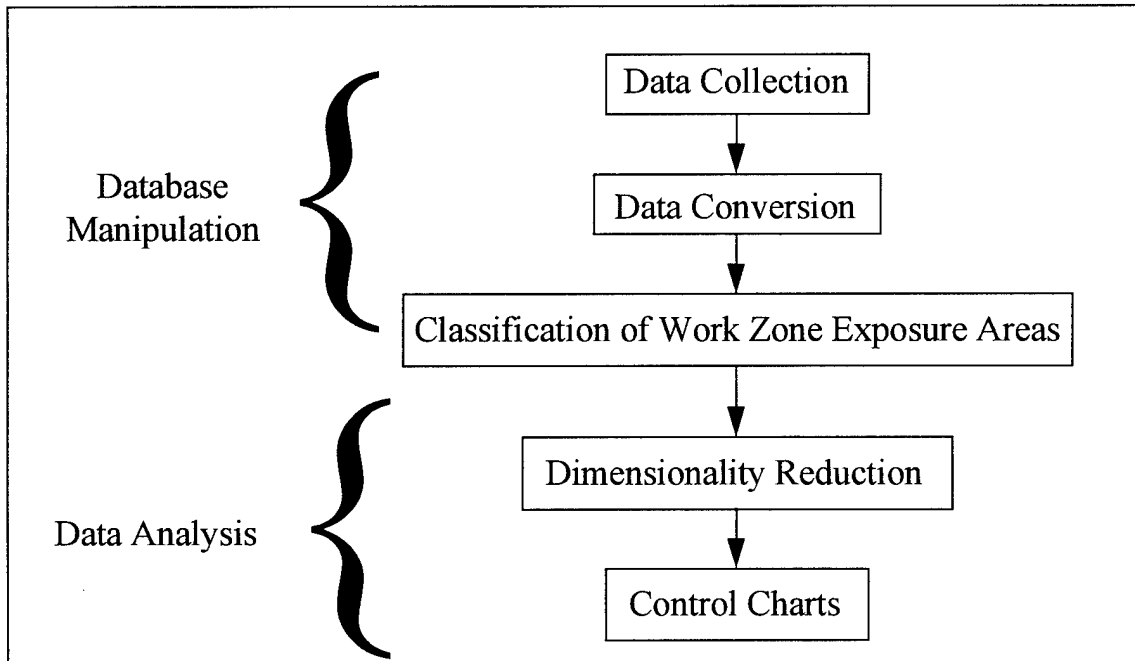 Database
Manipulation
Data Collection
Data Conversion
Classification of Work Zone Exposure Areas
Data Analysis
Dimensionality Reduction
Control Charts